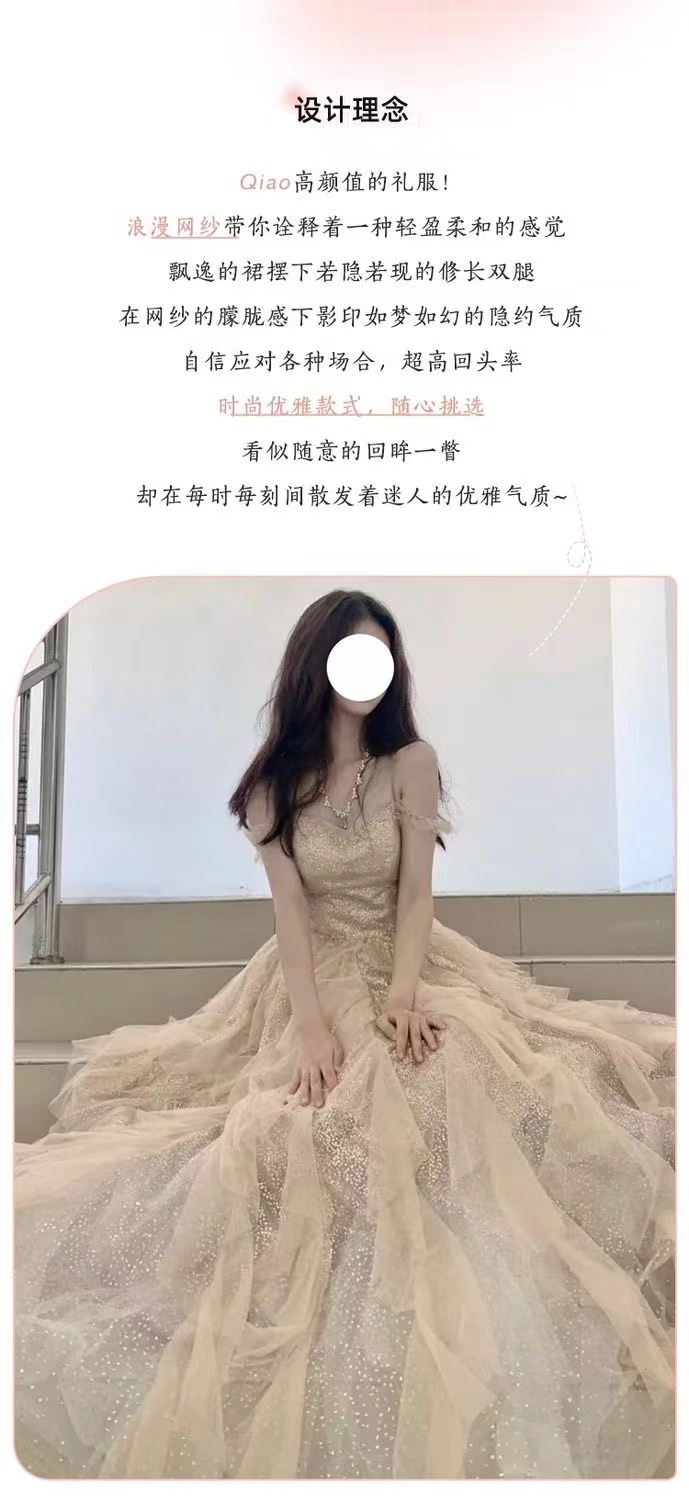 设计理念
Qiao高颜值的礼服！
浪漫网纱带你诠释着一种轻盈柔和的感觉
飘逸的裙摆下若隐若现的修长双腿
在网纱的朦胧感下影印如梦如幻的隐约气质
自信应对各种场合，超高回头率
时尚优雅款式，随心挑选
看似随意的回眸一瞥
却在每时每刻间散发着迷人的优雅气质~